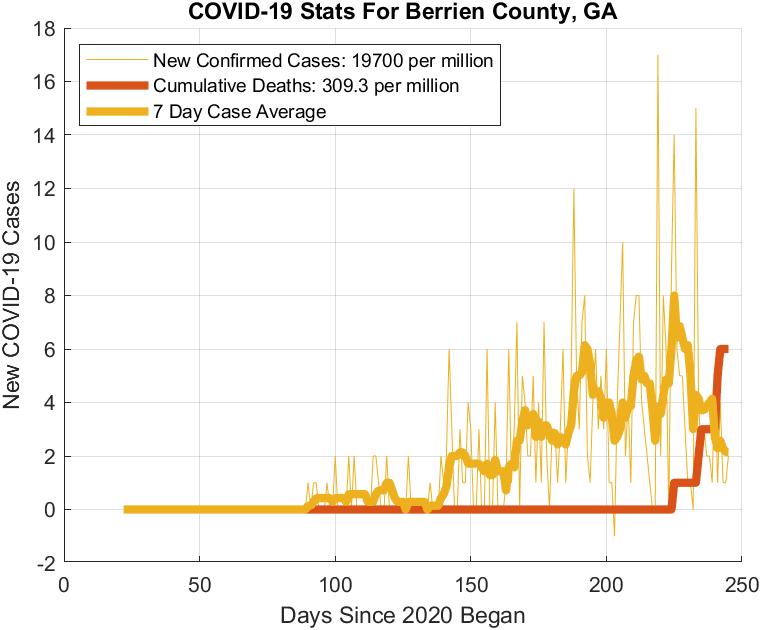 COVID-19 Stats For Berrien County, GA
New Confirmed Cases: 19700 per million
Cumulative Deaths: 309.3 per million
7 Day Case Average
New COVID-19 Cases
18
16
14
12
10
8
6
4
2
0
-2
0 50 100 150 200 250
Days Since 2020 Began